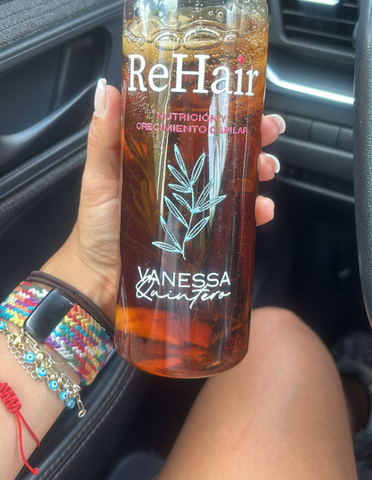 ReHair
NUTRICIÓN Y
CRECIMIENTO CAPILAR
VANESSA
Quintero